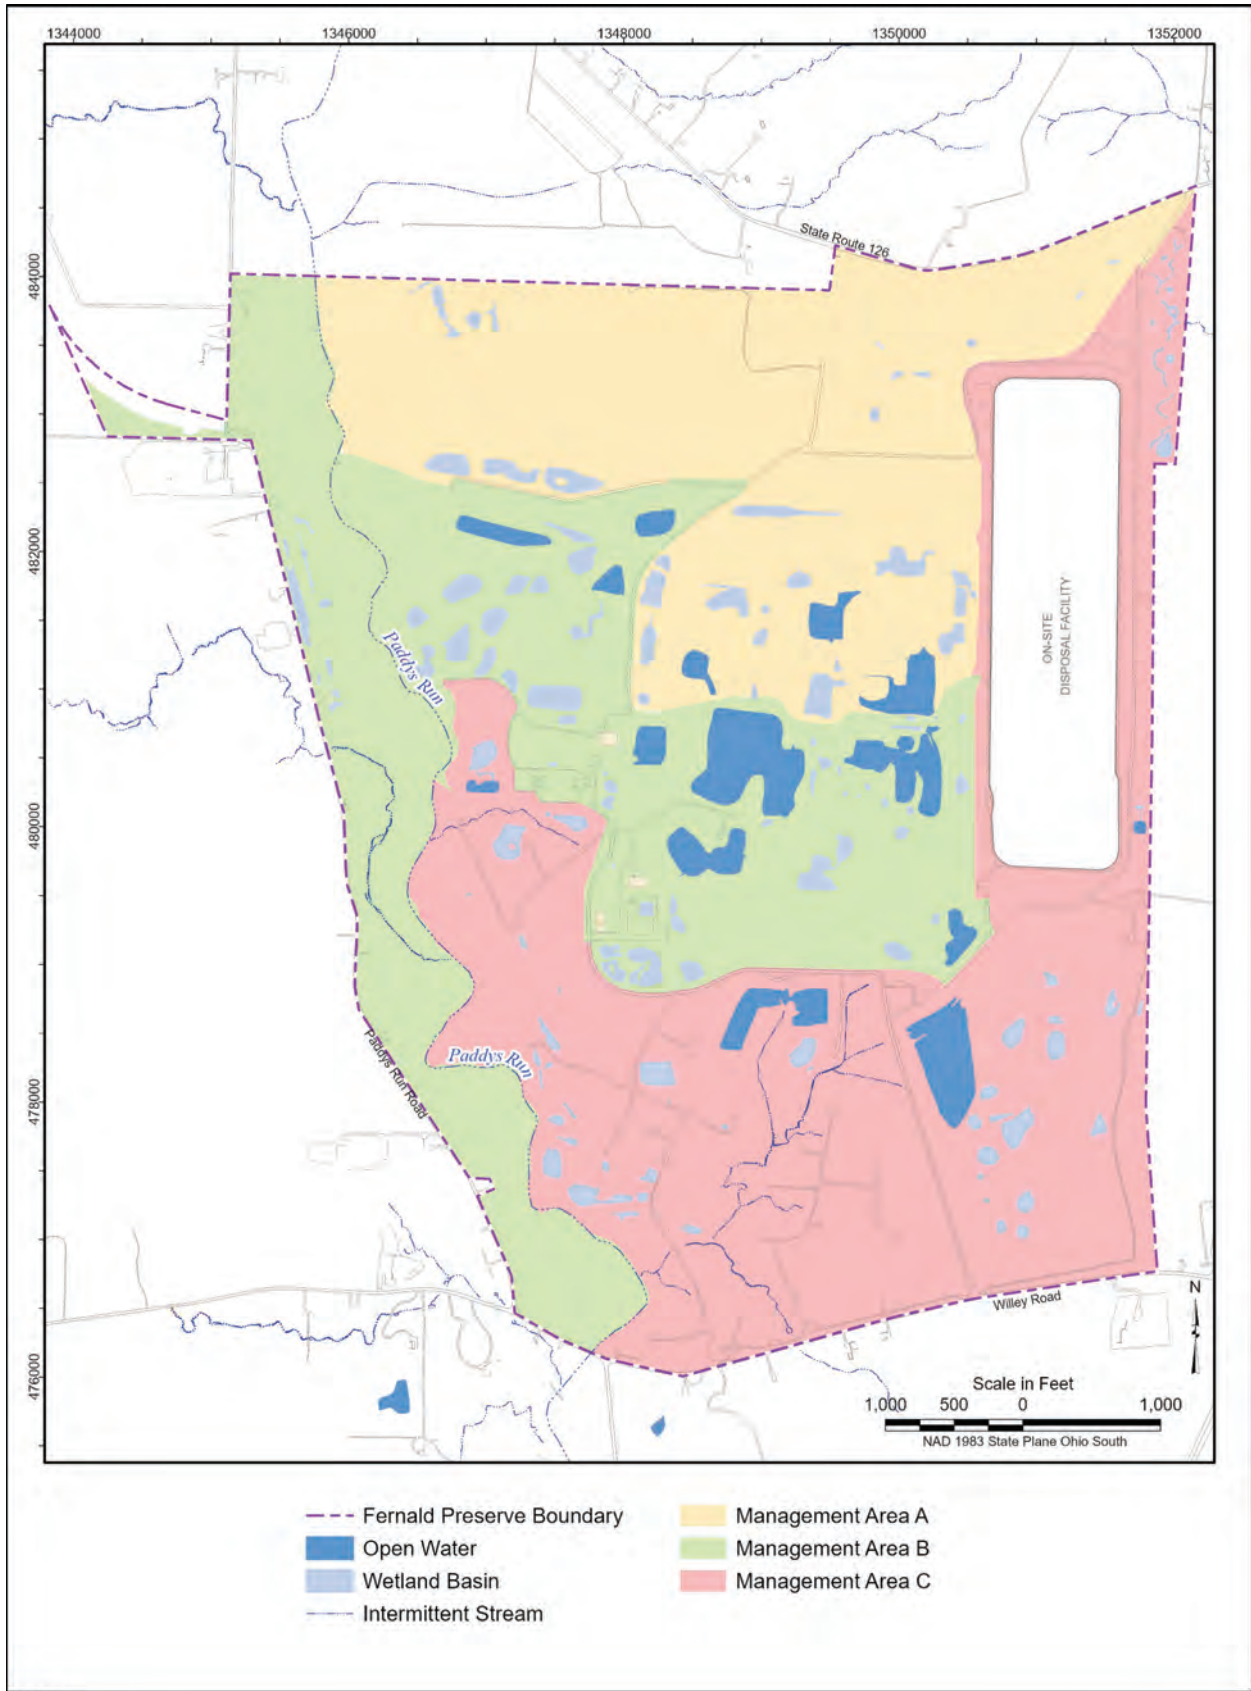 1344000
1346000
1348000
1350000
1352000
484000
482000
480000
478000
476000
State Route 126
ON-SITE
DISPOSAL FACILITY
Paddys Run
Paddys Run
Paddys Run Road
Willey Road
N
Scale in Feet
1,000 500 0 1,000
NAD 1983 State Plane Ohio South
Fernald Preserve Boundary
Open Water
Wetland Basin
Intermittent Stream
Management Area A
Management Area B
Management Area C